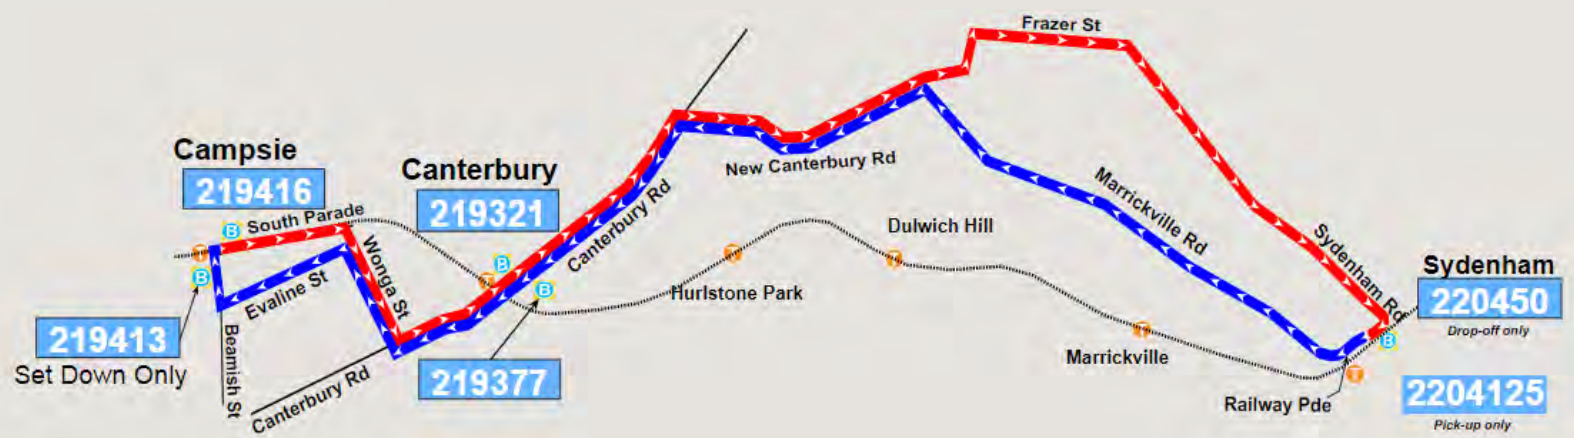 Frazer St
Campsie
219416
South Parade
Canterbury
219321
New Canterbury Rd
Canterbury Rd
Marrickville Rd
Dulwich Hill
Sydenham Rd
Sydenham
220450
Drop-off only
B
T
B
Wonga St
Evaline St
B
T
B
T
T
Hurlstone Park
219413
Set Down Only
Beamish St
Canterbury Rd
219377
T
Marrickville
B
T
Railway Pde
2204125
Pick-up only